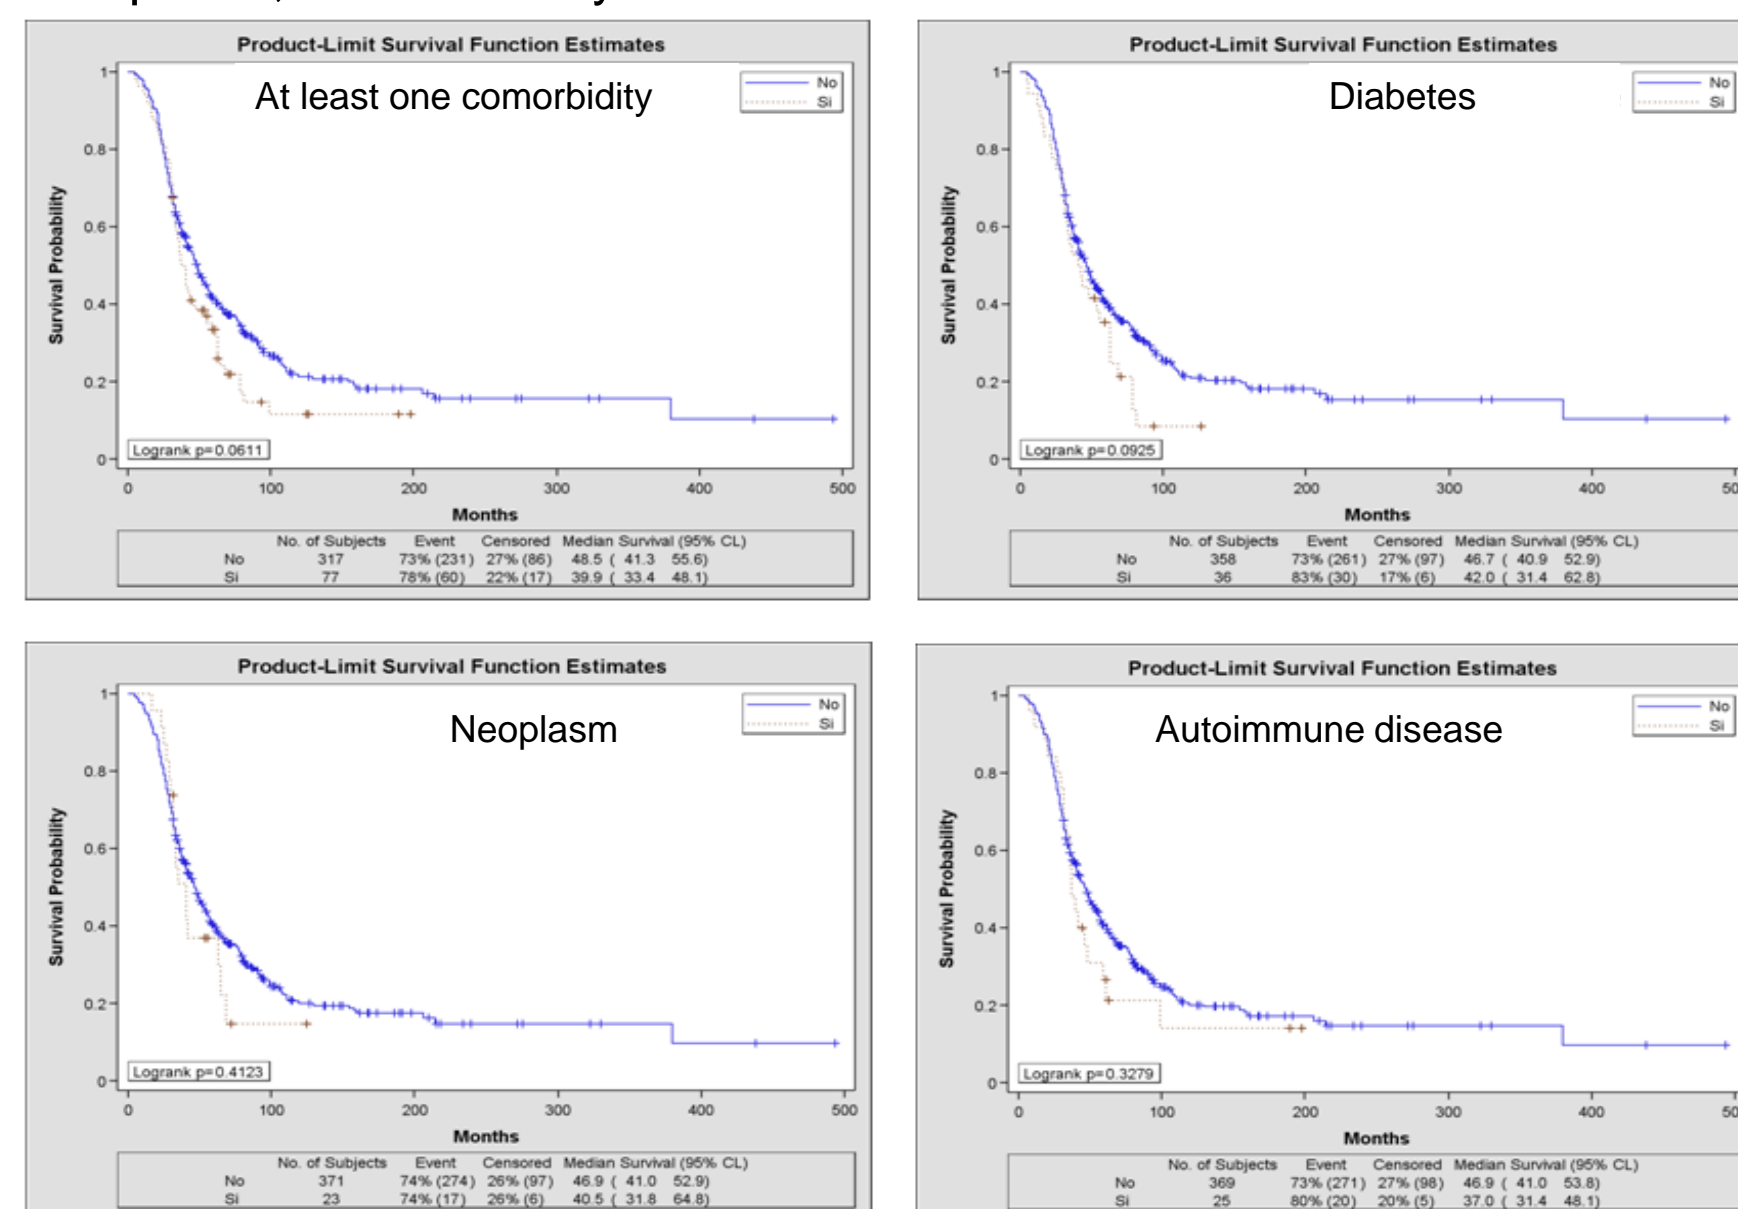 Product-Limit Survival Function Estimates
At least one comorbidity
No
Si
1
0.8
0.6
0.4
0.2
0
Survival Probability
Logrank p=0.0611
0 100 200 300 400 500
Months
No. of Subjects Event Censored Median Survival (95% CL)
No 317 73% (231) 27% (86) 48.5 ( 41.3 55.6)
Si 77 78% (60) 22% (17) 39.9 ( 33.4 48.1)
Product-Limit Survival Function Estimates
Diabetes
No
Si
1
0.8
0.6
0.4
0.2
0
Survival Probability
Logrank p=0.0925
0 100 200 300 400 50
Months
No. of Subjects Event Censored Median Survival (95% CL)
No 358 73% (261) 27% (97) 46.7 ( 40.9 52.9)
Si 36 83% (30) 17% (6) 42.0 ( 31.4 62.8)
Product-Limit Survival Function Estimates
Neoplasm
No
Si
1
0.8
0.6
0.4
0.2
0
Survival Probability
Logrank p=0.4123
0 100 200 300 400 500
Months
No. of Subjects Event Censored Median Survival (95% CL)
No 371 74% (274) 26% (97) 46.9 ( 41.0 52.9)
Si 23 74% (17) 26% (6) 40.5 ( 31.8 64.8)
Product-Limit Survival Function Estimates
Autoimmune disease
No
Si
1
0.8
0.6
0.4
0.2
0
Survival Probability
Logrank p=0.3279
0 100 200 300 400 50
Months
No. of Subjects Event Censored Median Survival (95% CL)
No 369 73% (271) 27% (98) 46.9 ( 41.0 53.8)
Si 25 80% (20) 20% (5) 37.0 ( 31.4 48.1)